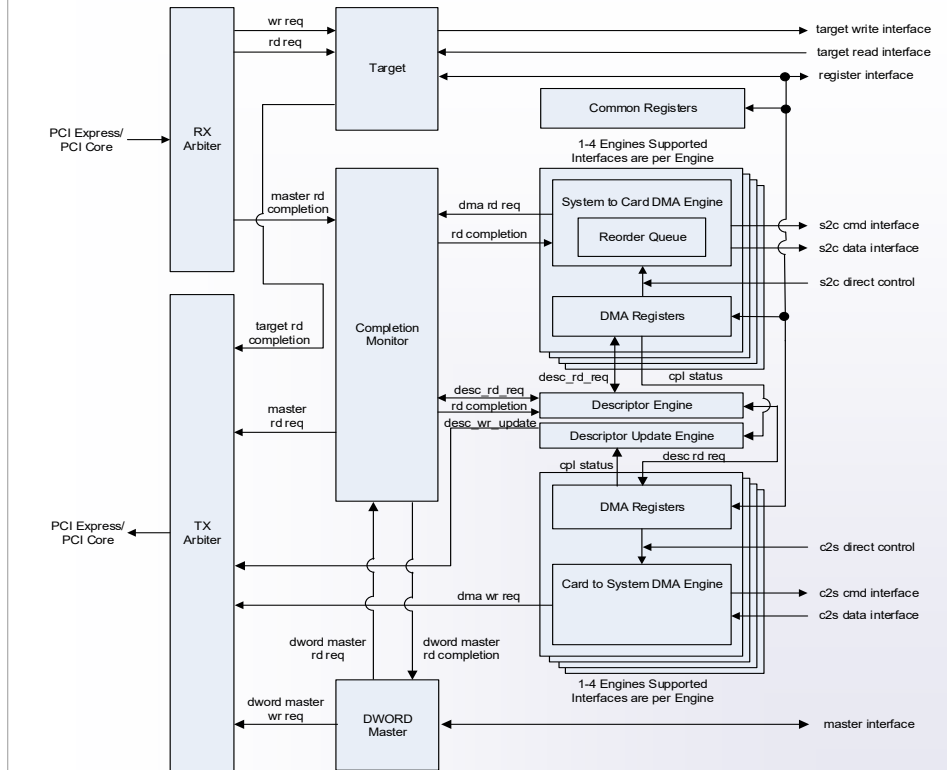 wr req
rd req
target write interface
target read interface
register interface
Target
Common Registers
PCI Express/
PCI Core
RX
Arbiter
1-4 Engines Supported
Interfaces are per Engine
master rd
completion
dma rd req
rd completion
System to Card DMA Engine
Reorder Queue
s2c cmd interface
s2c data interface
s2c direct control
DMA Registers
Completion
Monitor
target rd
completion
desc_rd_req
cpl status
desc_rd_req
rd completion
desc_wr_update
Descriptor Engine
Descriptor Update Engine
master
rd req
cpl status
desc rd req
DMA Registers
PCI Express/
PCI Core
TX
Arbiter
c2s direct control
Card to System DMA Engine
c2s cmd interface
c2s data interface
dma wr req
dword master
rd req
dword master
rd completion
1-4 Engines Supported
Interfaces are per Engine
dword master
wr req
DWORD
Master
master interface